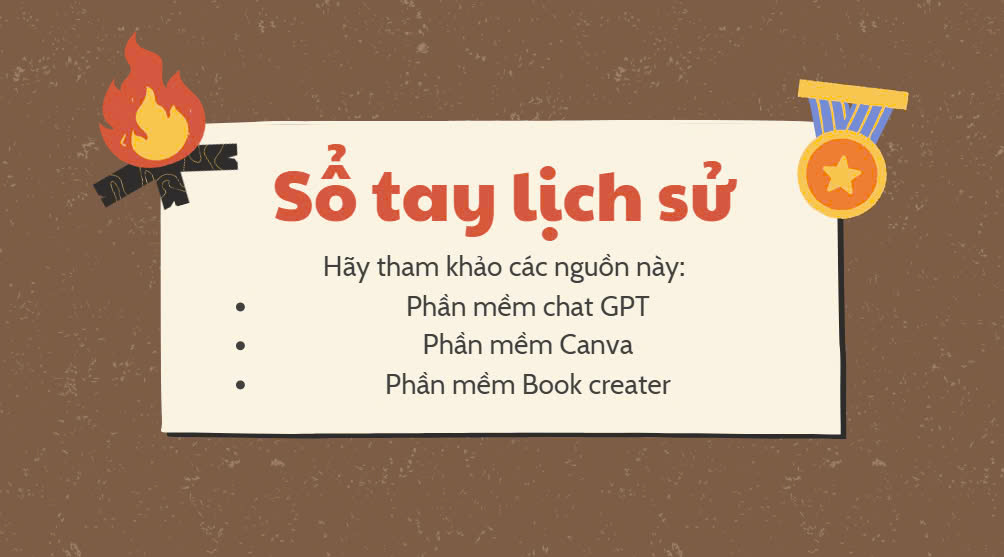 Sổ tay lịch sử
Hãy tham khảo các nguồn này:
• Phần mềm chat GPT
• Phần mềm Canva
• Phần mềm Book creater